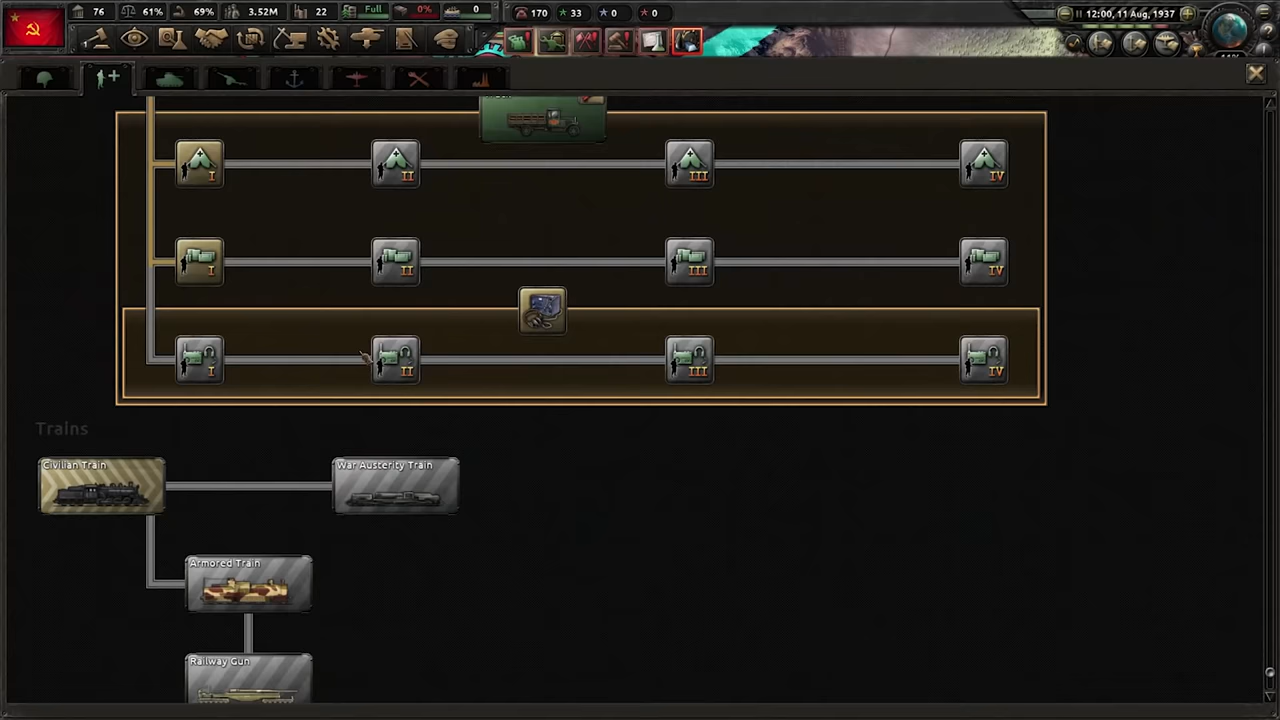 76 61% 69% 3.52M 22 Full 0% 0 170 33 0 0 12:00, 11 Aug, 1937
I II III IV
I II III IV
I II III IV
Trains
Civilian Train War Austerity Train
Armored Train
Railway Gun